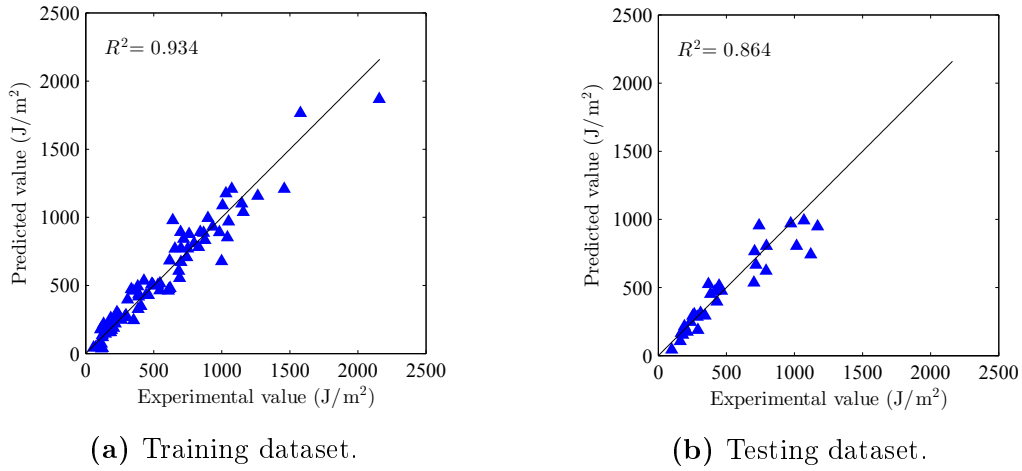 2500
R²= 0.934
2000
1500
1000
500
0
Predicted value (J/m²)
0 500 1000 1500 2000 2500
Experimental value (J/m²)
(a) Training dataset.
2500
R²= 0.864
2000
1500
1000
500
0
Predicted value (J/m²)
0 500 1000 1500 2000 2500
Experimental value (J/m²)
(b) Testing dataset.